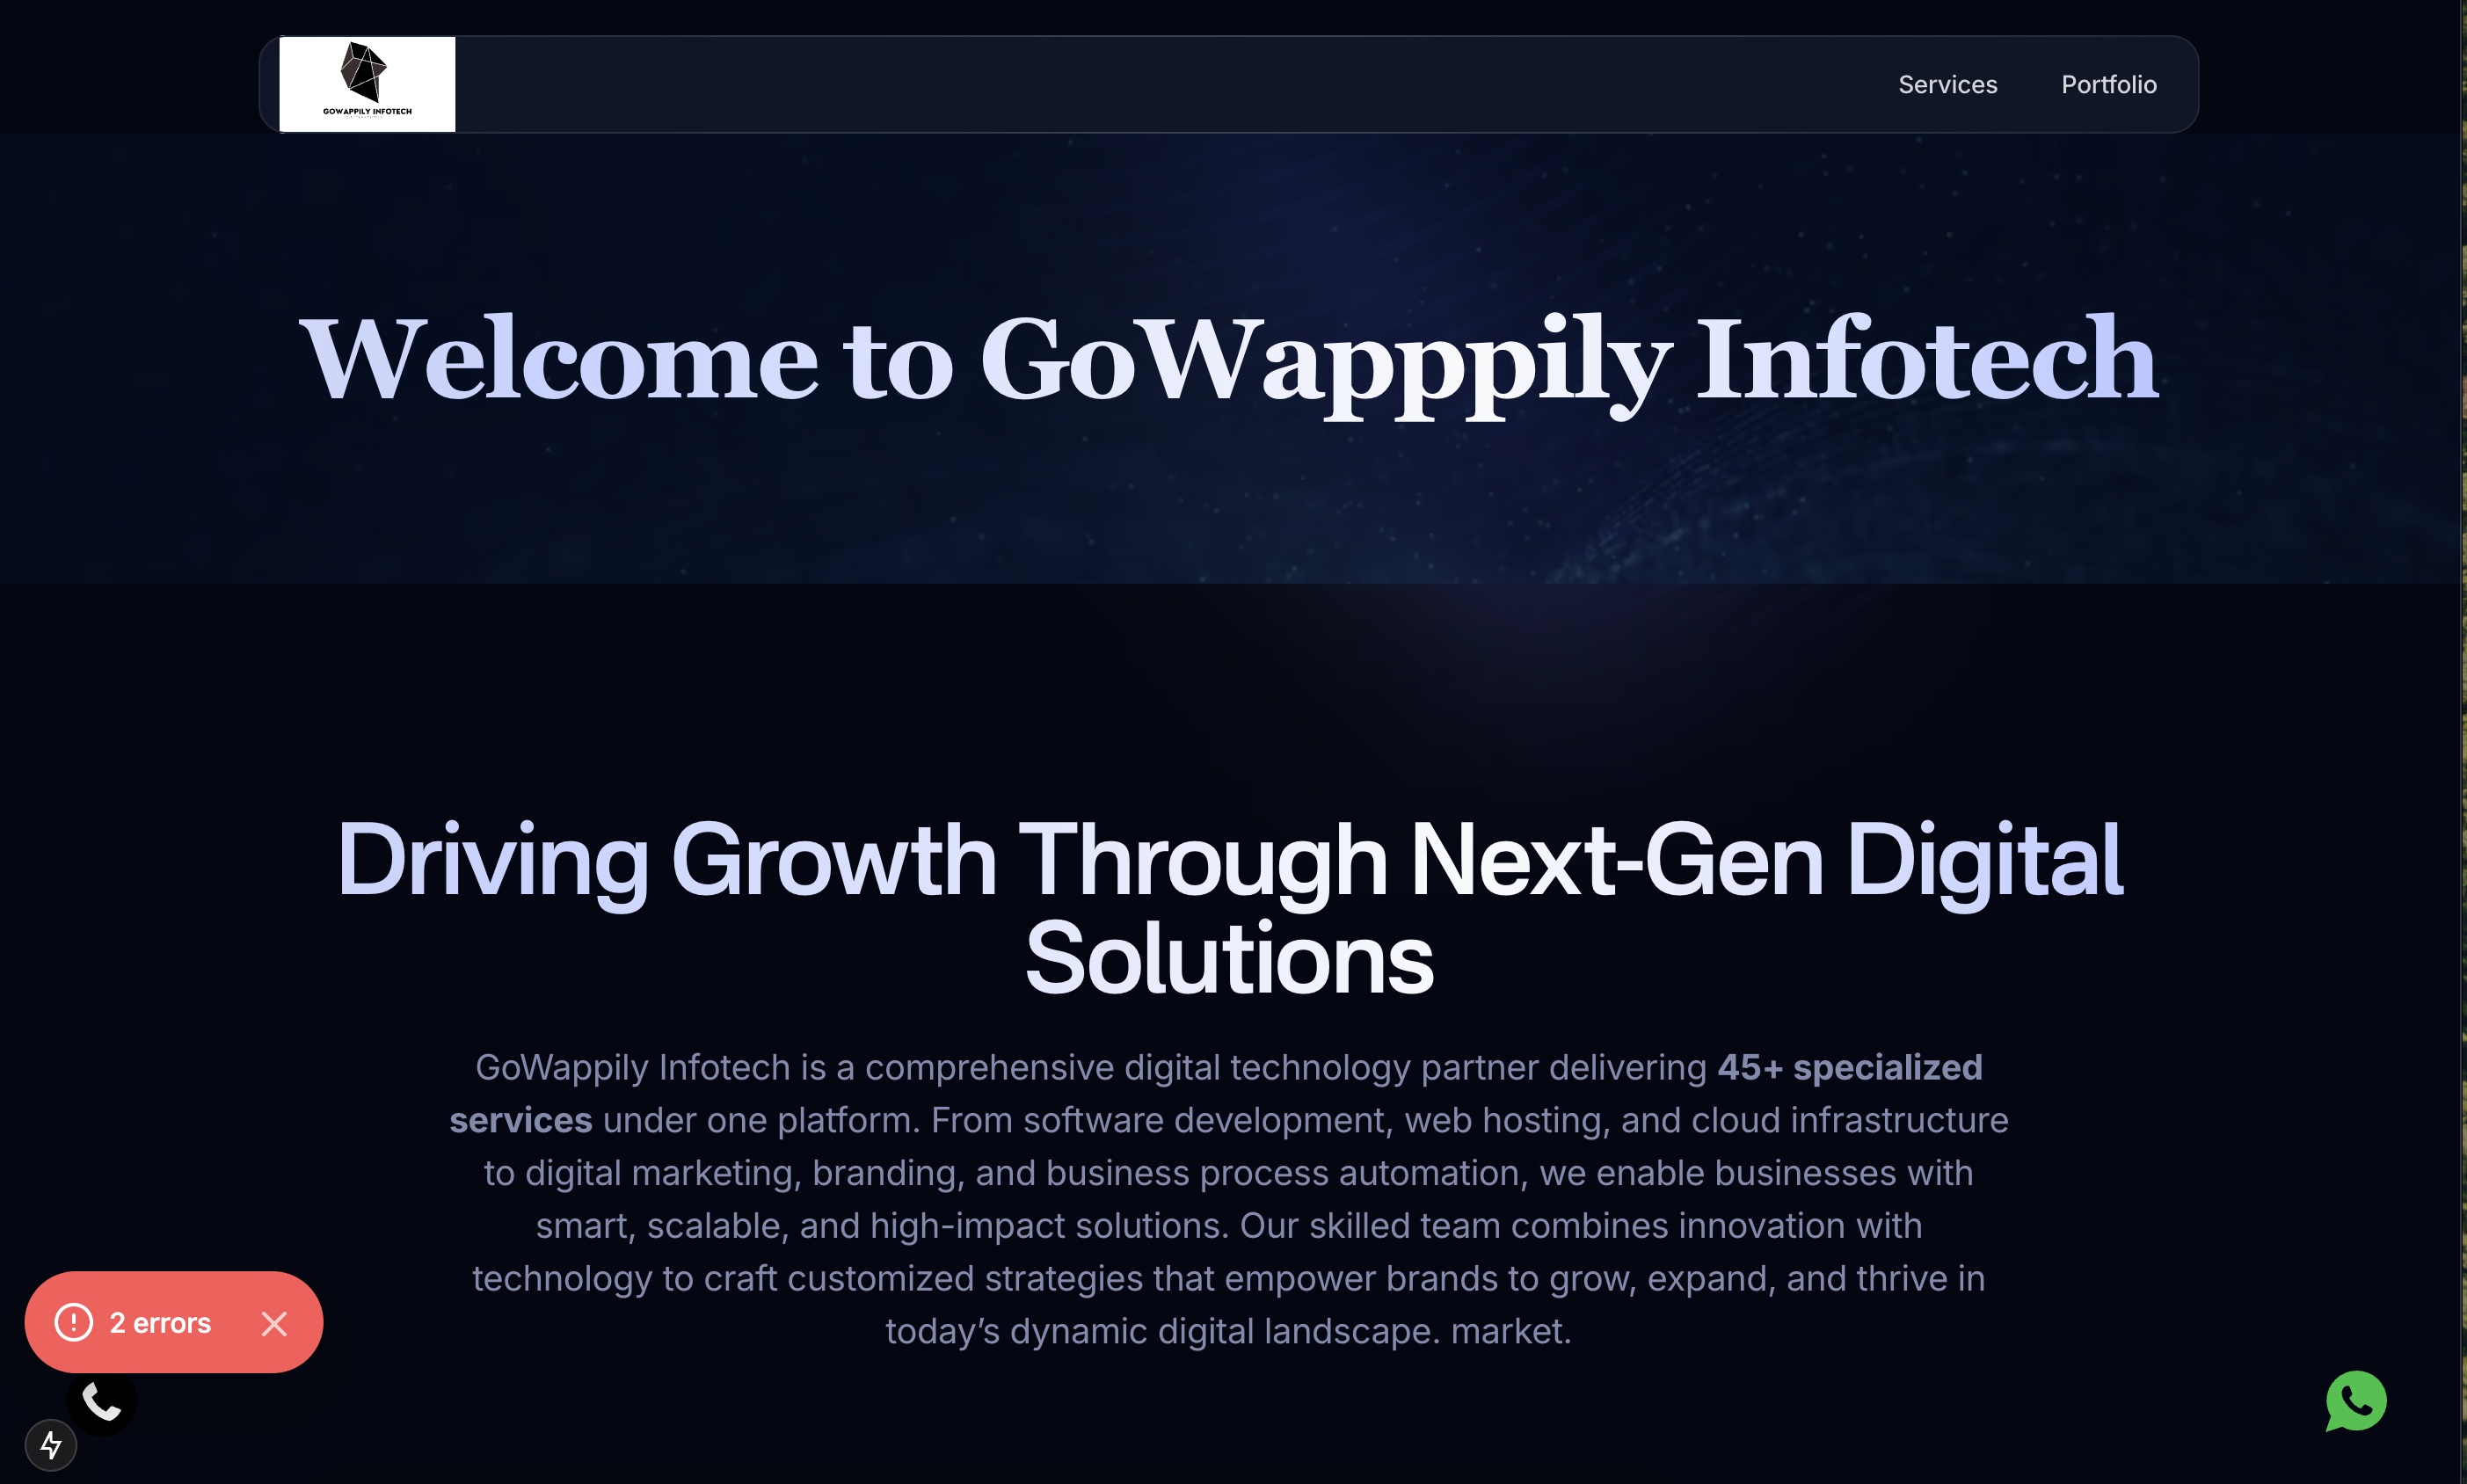 GOWAPPILY INFOTECH
Services
Portfolio
Welcome to GoWapppily Infotech
Driving Growth Through Next-Gen Digital
Solutions
GoWappily Infotech is a comprehensive digital technology partner delivering 45+ specialized
services under one platform. From software development, web hosting, and cloud infrastructure
to digital marketing, branding, and business process automation, we enable businesses with
smart, scalable, and high-impact solutions. Our skilled team combines innovation with
technology to craft customized strategies that empower brands to grow, expand, and thrive in
today’s dynamic digital landscape. market.
2 errors